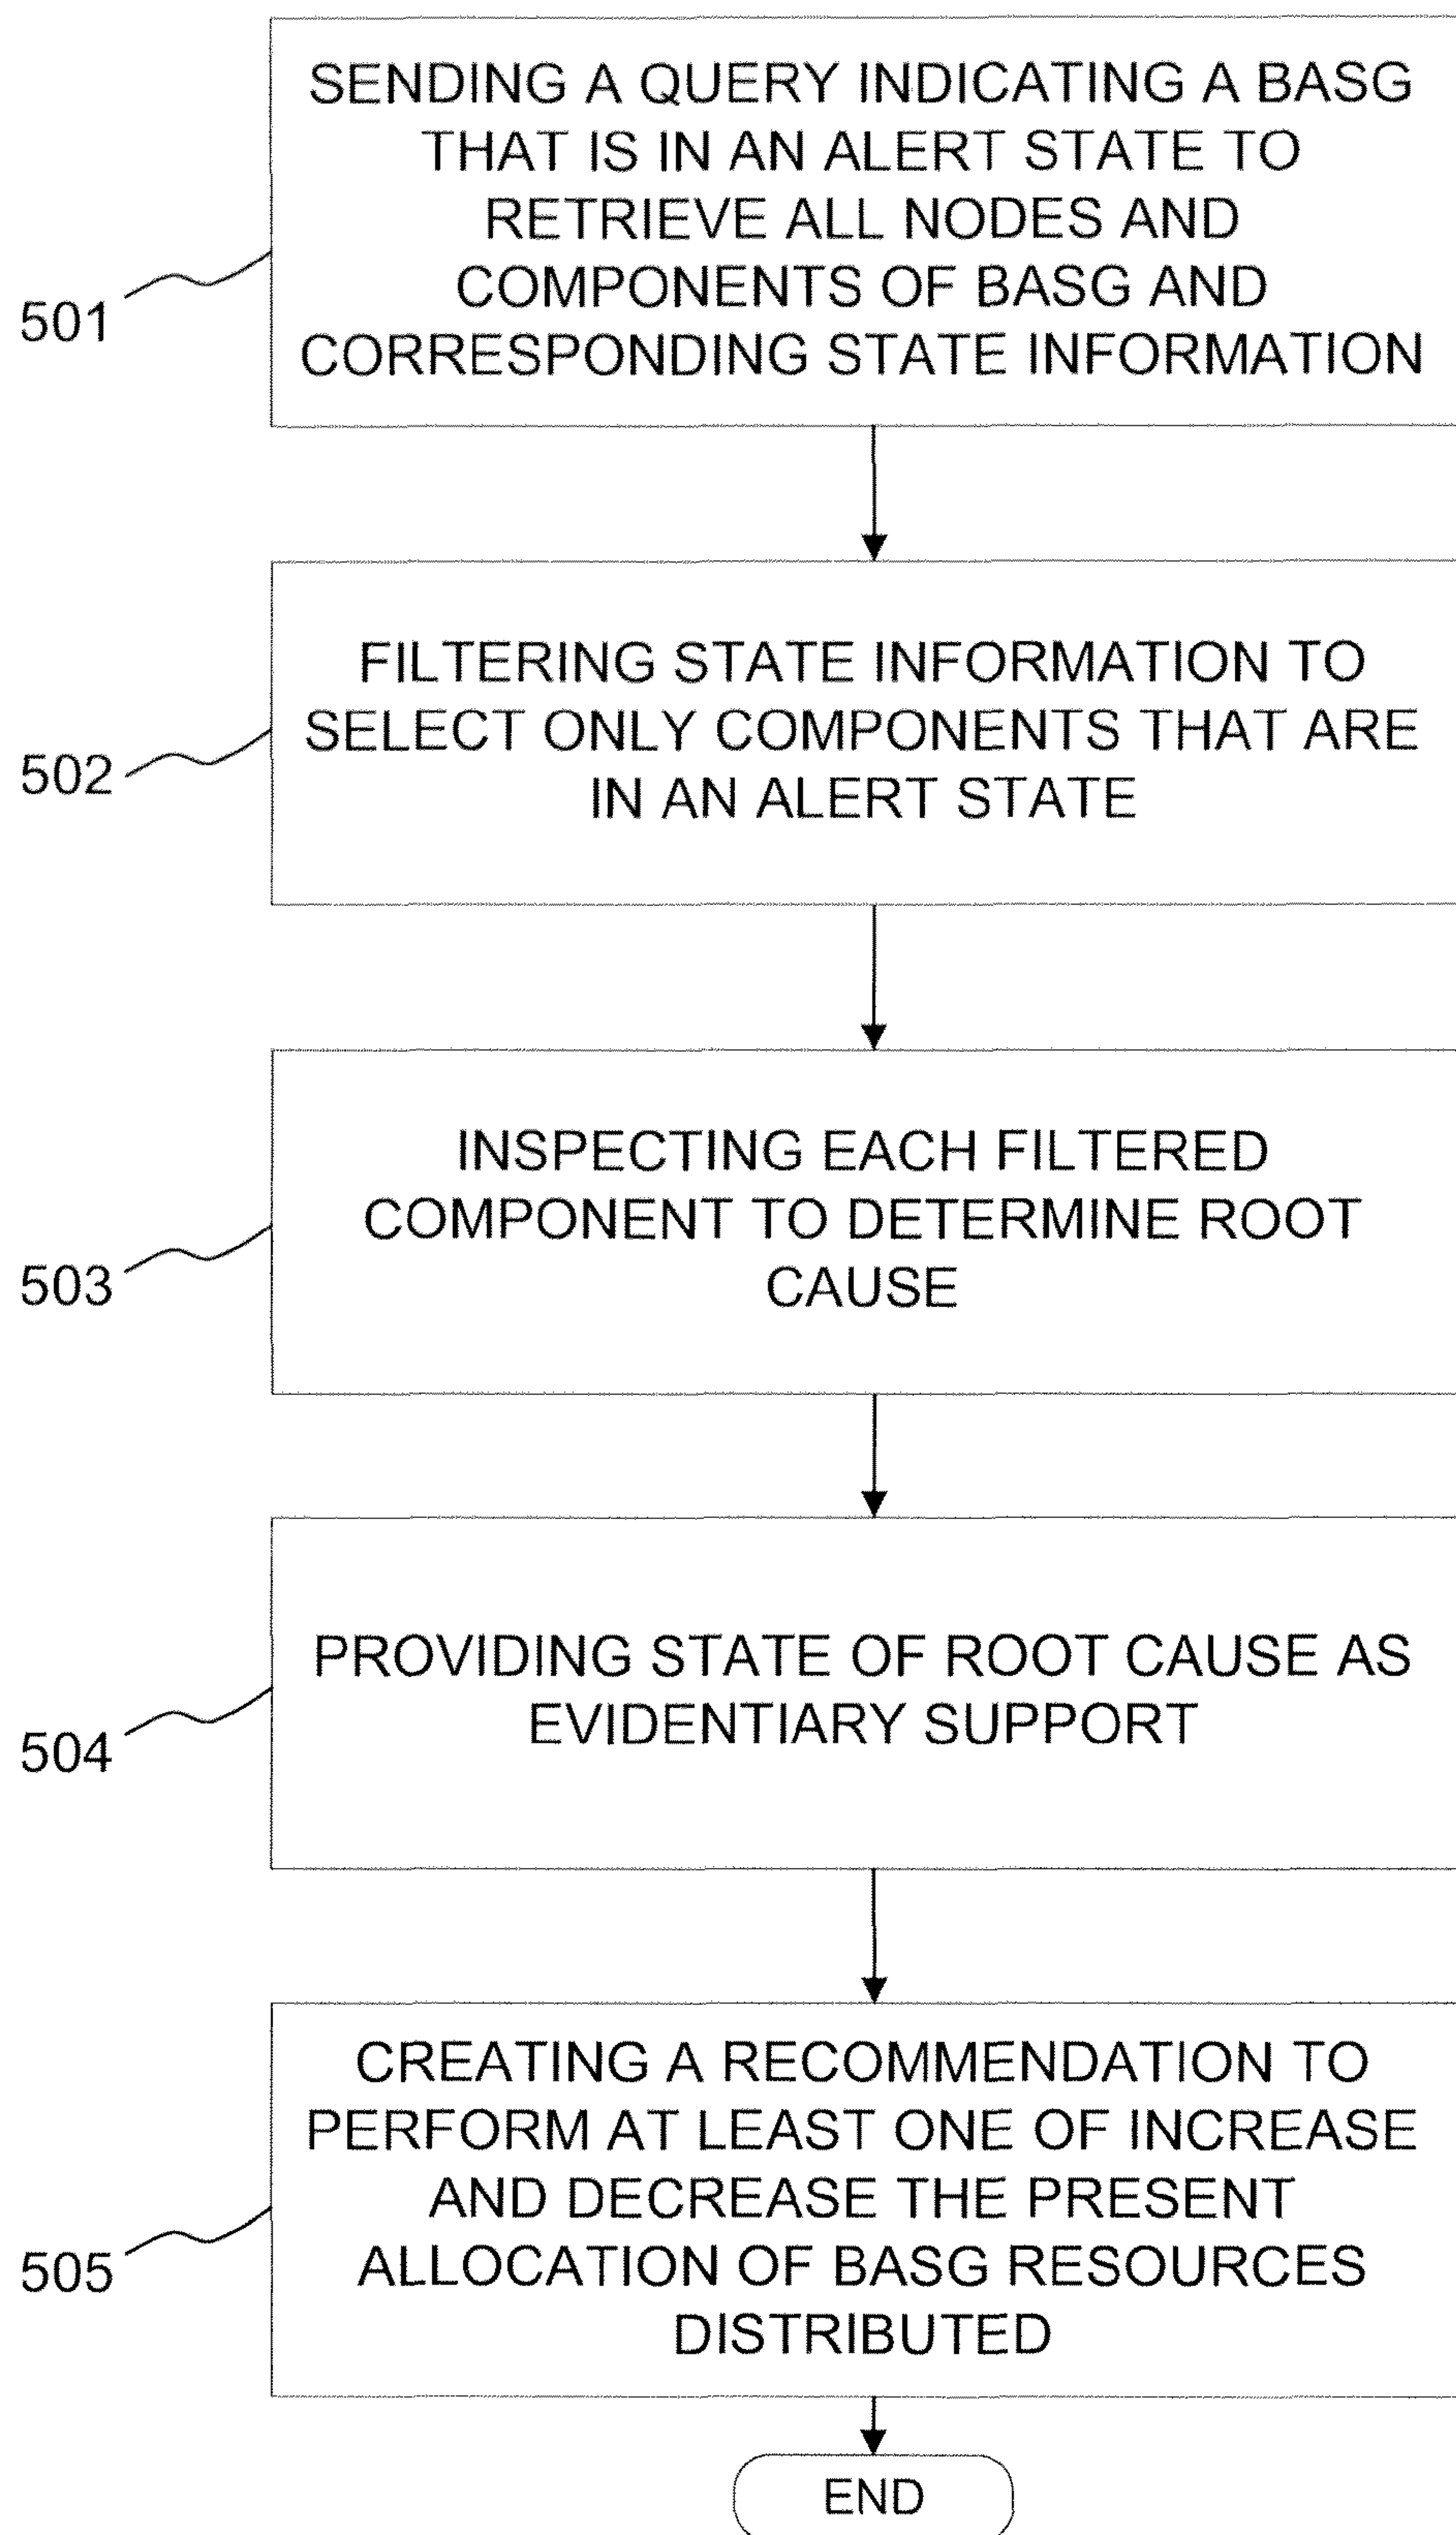 SENDING A QUERY INDICATING A BASG
THAT IS IN AN ALERT STATE TO
RETRIEVE ALL NODES AND
COMPONENTS OF BASG AND
CORRESPONDING STATE INFORMATION
501
FILTERING STATE INFORMATION TO
SELECT ONLY COMPONENTS THAT ARE
IN AN ALERT STATE
502
INSPECTING EACH FILTERED
COMPONENT TO DETERMINE ROOT
CAUSE
503
PROVIDING STATE OF ROOT CAUSE AS
EVIDENTIARY SUPPORT
504
CREATING A RECOMMENDATION TO
PERFORM AT LEAST ONE OF INCREASE
AND DECREASE THE PRESENT
ALLOCATION OF BASG RESOURCES
DISTRIBUTED
505
END